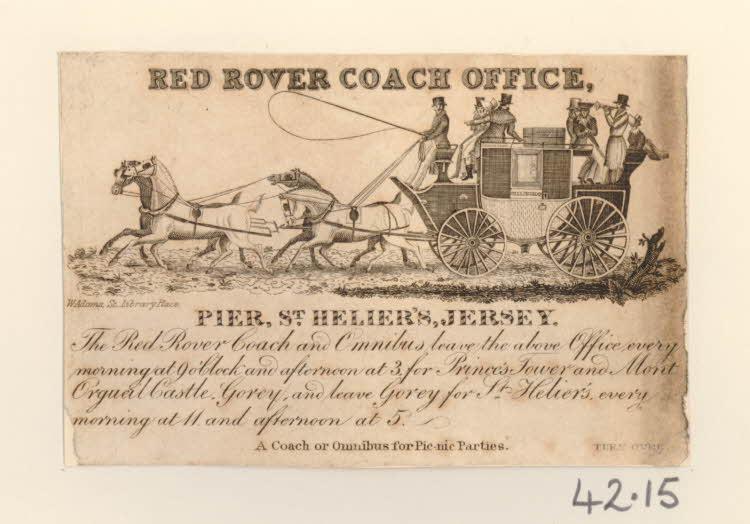 RED ROVER COACH OFFICE,
W. Adams, Sc. Library Place.
PIER, ST. HELIER'S, JERSEY.
The Red Rover Coach and Omnibus, leave the above Office, every
morning at 9 o'Clock and afternoon at 3, for Prince's Tower and Mont
Orgueil Castle, Gorey, and leave Gorey for St. Helier's, every
morning at 11 and afternoon at 5.
A Coach or Omnibus for Pic-nic Parties.
TURN OVER.
42.15